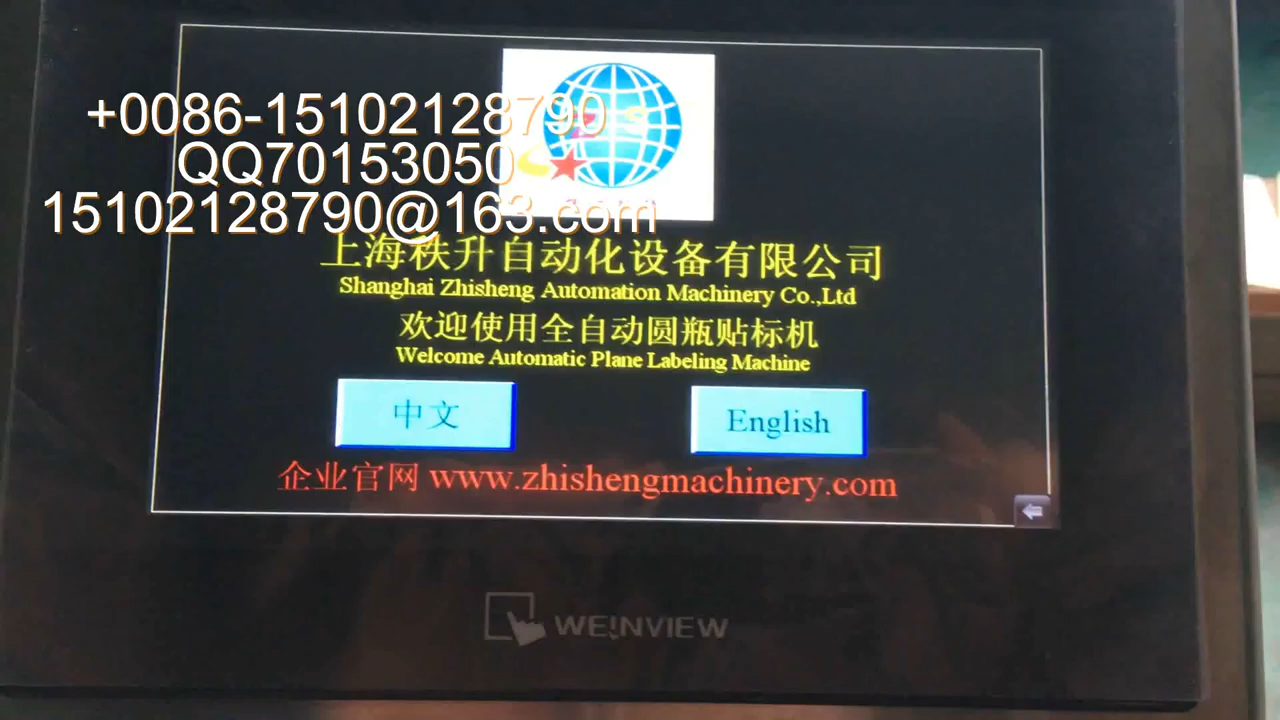 +0086-15102128790
QQ70153050
15102128790@163.com
上海秩升自动化设备有限公司
Shanghai Zhisheng Automation Machinery Co.,Ltd
欢迎使用全自动圆瓶贴标机
Welcome Automatic Plane Labeling Machine
中文
English
企业官网 www.zhishengmachinery.com
WEINVIEW